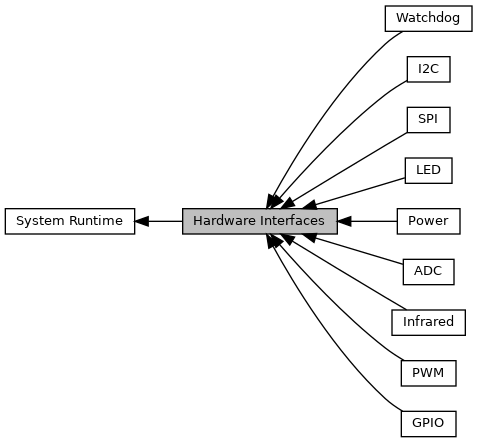 Watchdog
I2C
SPI
LED
System Runtime
Hardware Interfaces
Power
ADC
Infrared
PWM
GPIO